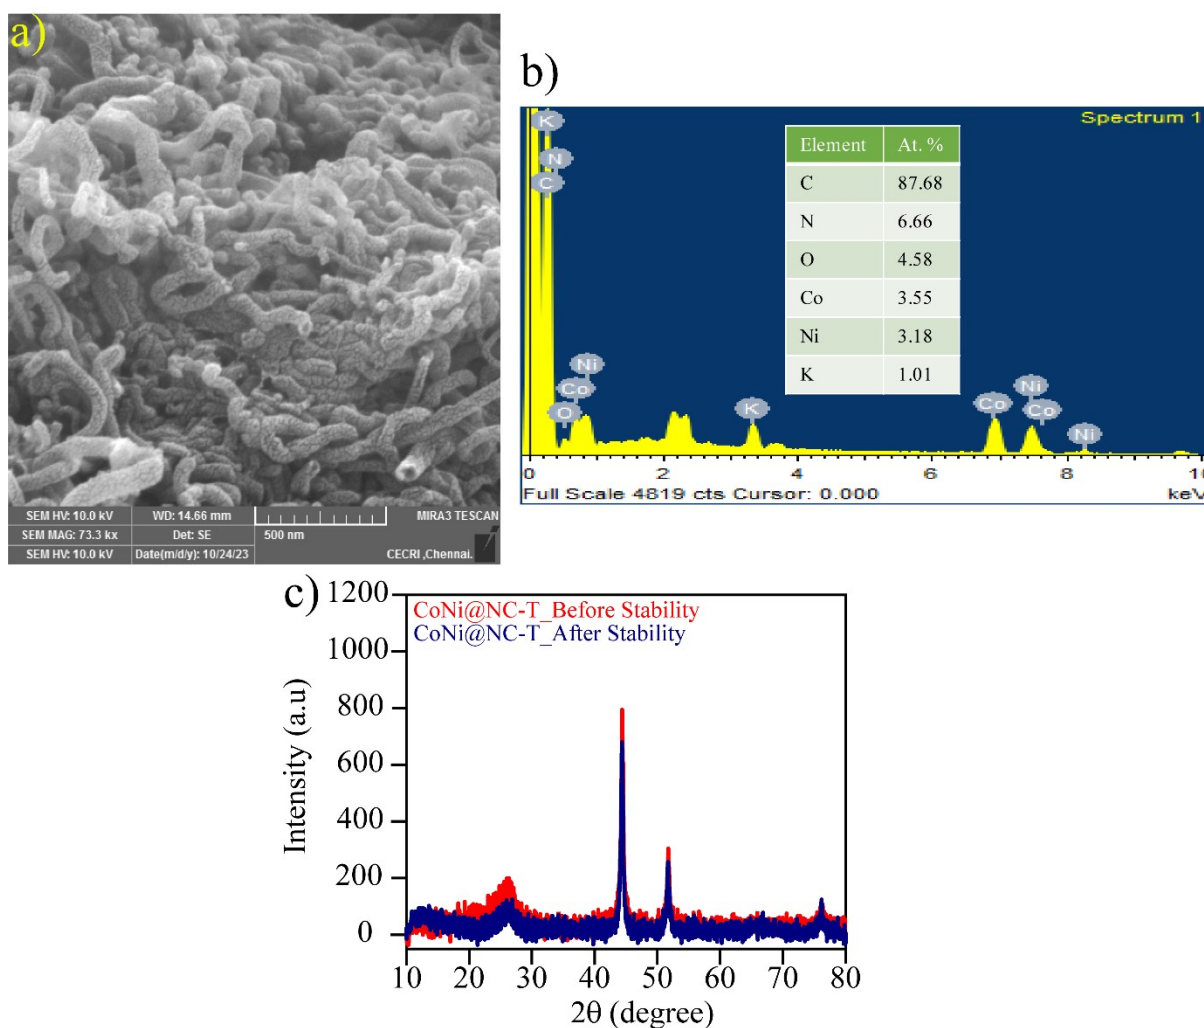 a)
SEM HV: 10.0 kV WD: 14.66 mm MIRA3 TESCAN
SEM MAG: 73.3 kx Det: SE 500 nm
SEM HV: 10.0 kV Date(m/d/y): 10/24/23 CECRI ,Chennai.
b)
Spectrum 1
K
N
C
Ni
Co
O
K
Co
Ni
Co
Ni
Element At. %
C 87.68
N 6.66
O 4.58
Co 3.55
Ni 3.18
K 1.01
0 2 4 6 8 10
Full Scale 4819 cts Cursor: 0.000 keV
c)
CoNi@NC-T_Before Stability
CoNi@NC-T_After Stability
1200
1000
800
600
400
200
0
Intensity (a.u)
10 20 30 40 50 60 70 80
2θ (degree)